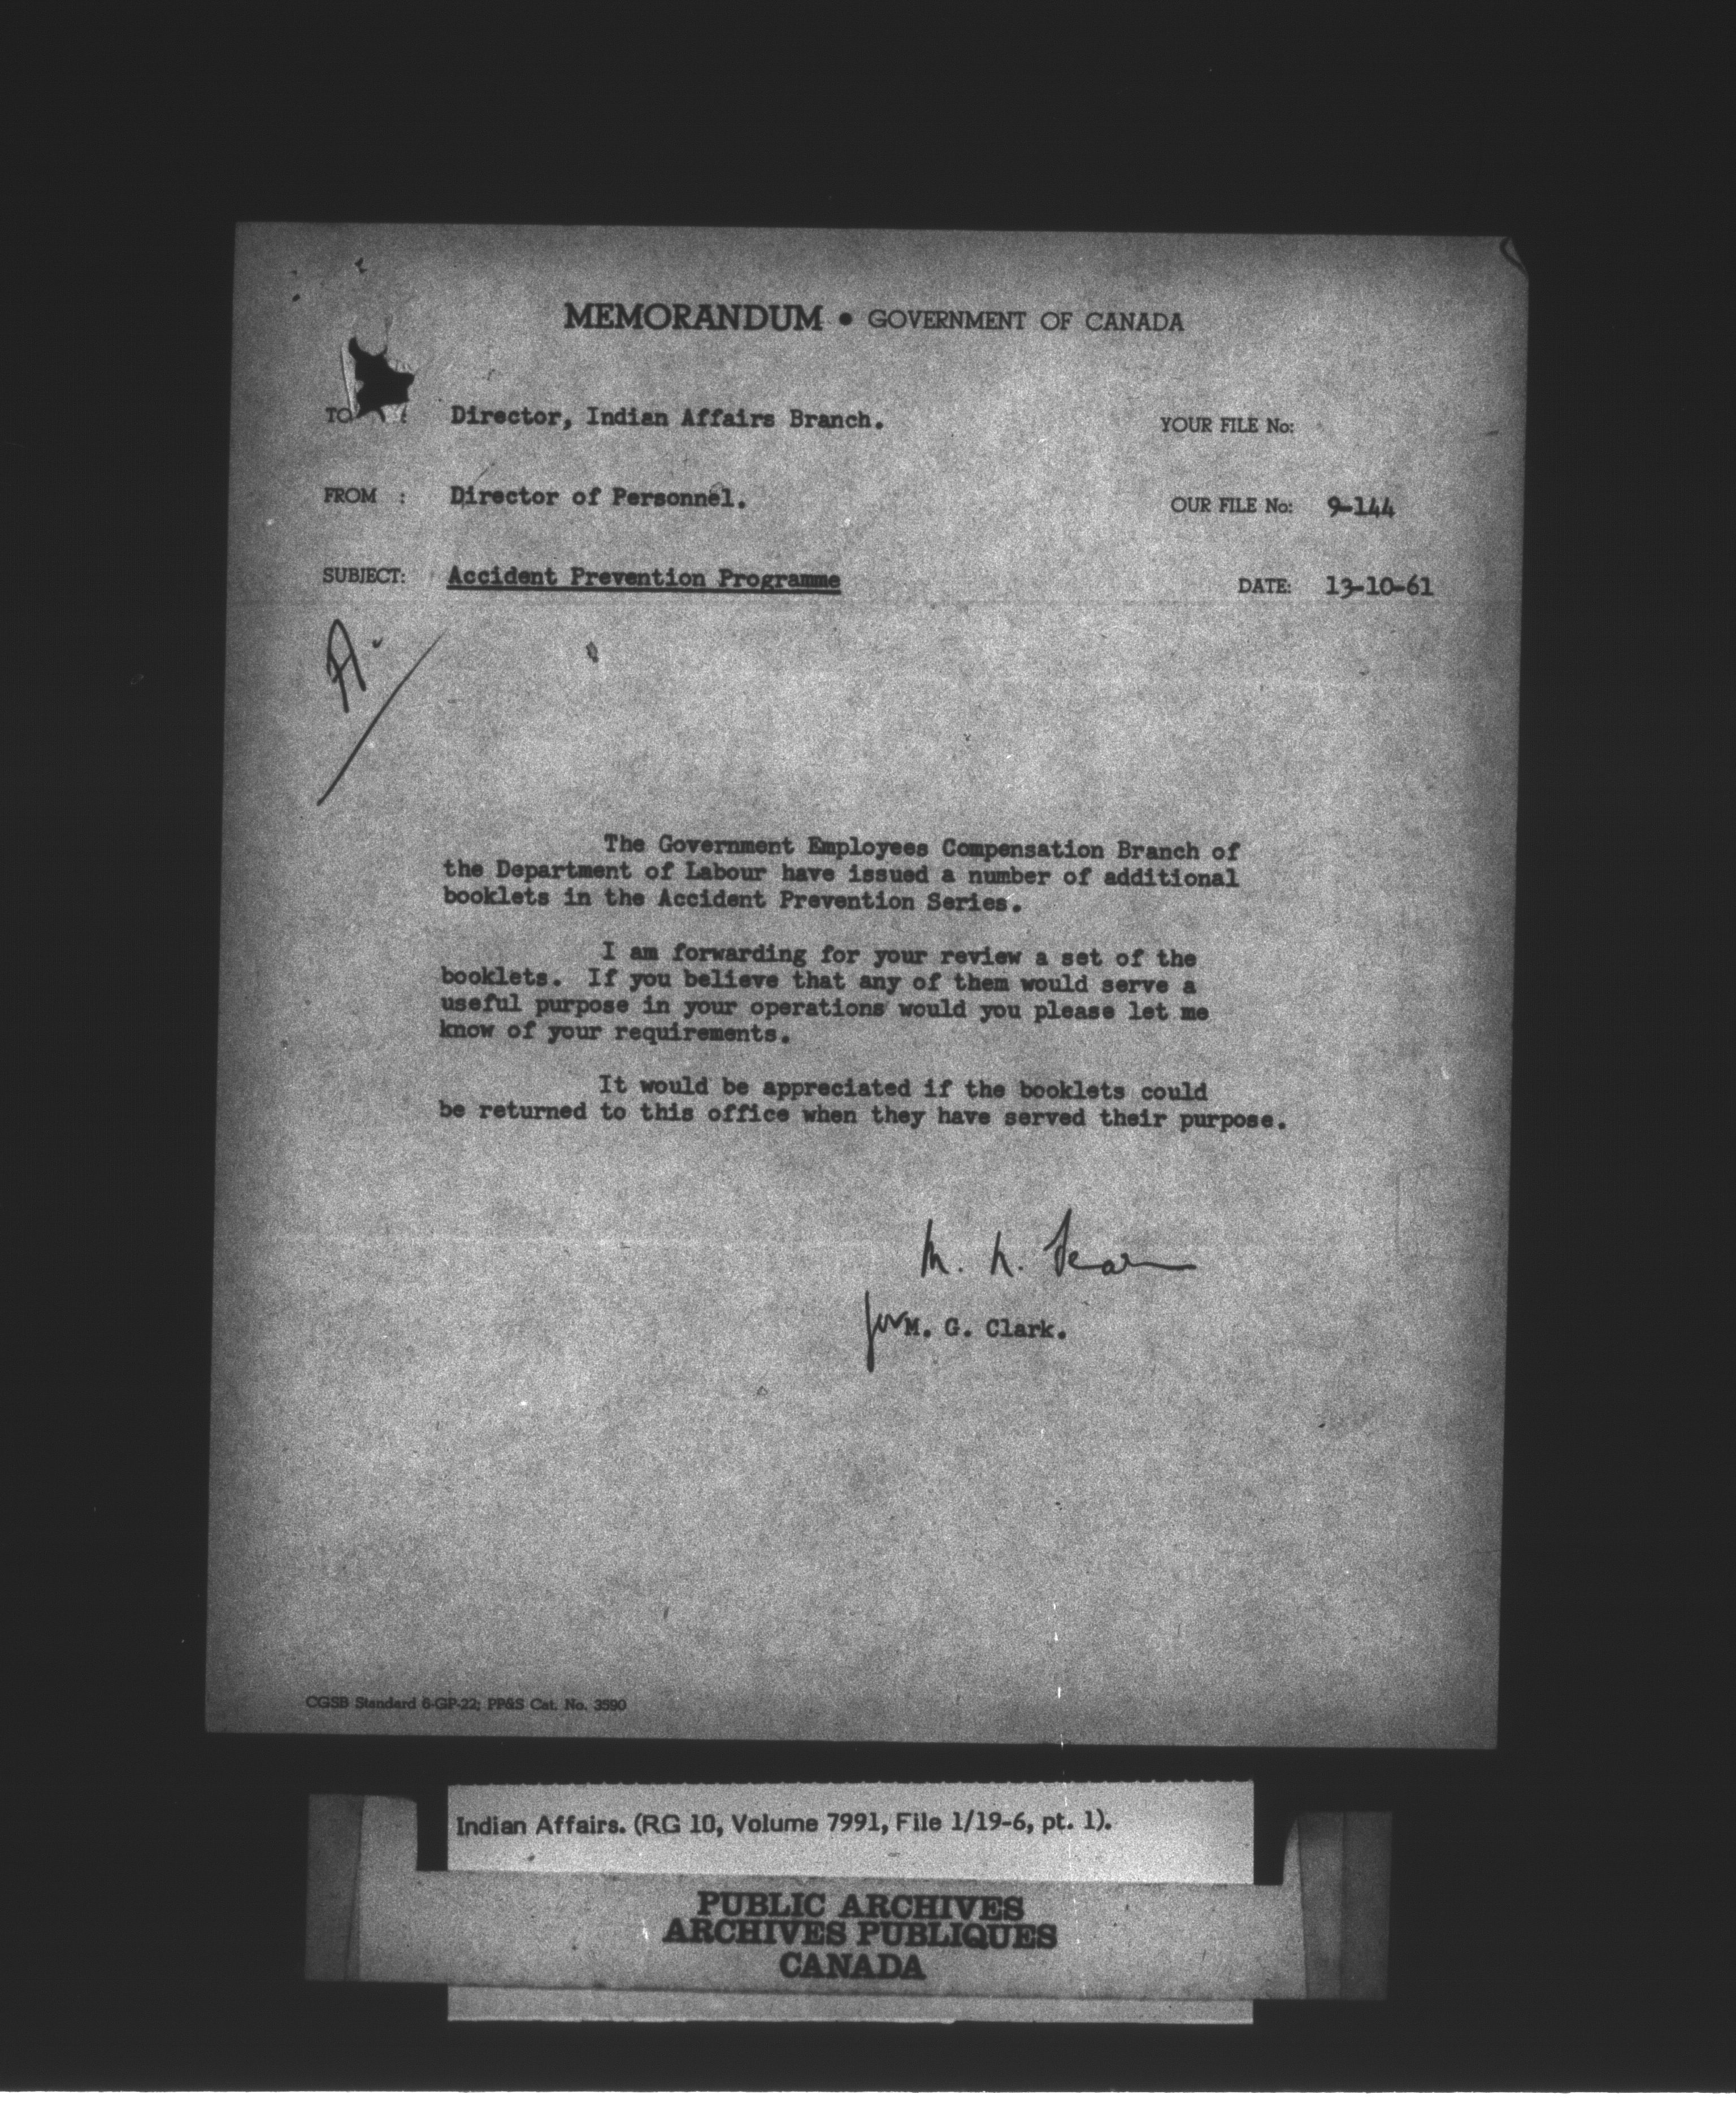 MEMORANDUM • GOVERNMENT OF CANADA
TO : Director, Indian Affairs Branch. YOUR FILE No:
FROM : Director of Personnel. OUR FILE No: 9-144
SUBJECT: Accident Prevention Programme DATE: 13-10-61
A.
The Government Employees Compensation Branch of
the Department of Labour have issued a number of additional
booklets in the Accident Prevention Series.
I am forwarding for your review a set of the
booklets. If you believe that any of them would serve a
useful purpose in your operations would you please let me
know of your requirements.
It would be appreciated if the booklets could
be returned to this office when they have served their purpose.
for M. G. Clark.
CGSB Standard 6-GP-22; PP&S Cat. No. 3590
Indian Affairs. (RG 10, Volume 7991, File 1/19-6, pt. 1).
PUBLIC ARCHIVES
ARCHIVES PUBLIQUES
CANADA